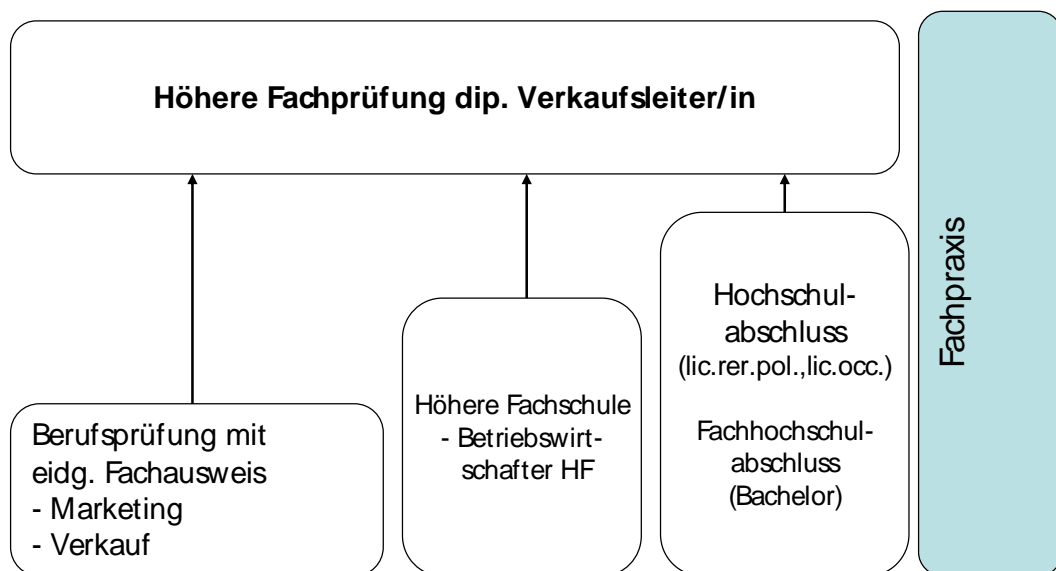 Höhere Fachprüfung dip. Verkaufsleiter/in
Berufsprüfung mit
eidg. Fachausweis
- Marketing
- Verkauf
Höhere Fachschule
- Betriebswirt-
schafter HF
Hochschul-
abschluss
(lic.rer.pol.,lic.occ.)
Fachhochschul-
abschluss
(Bachelor)
Fachpraxis